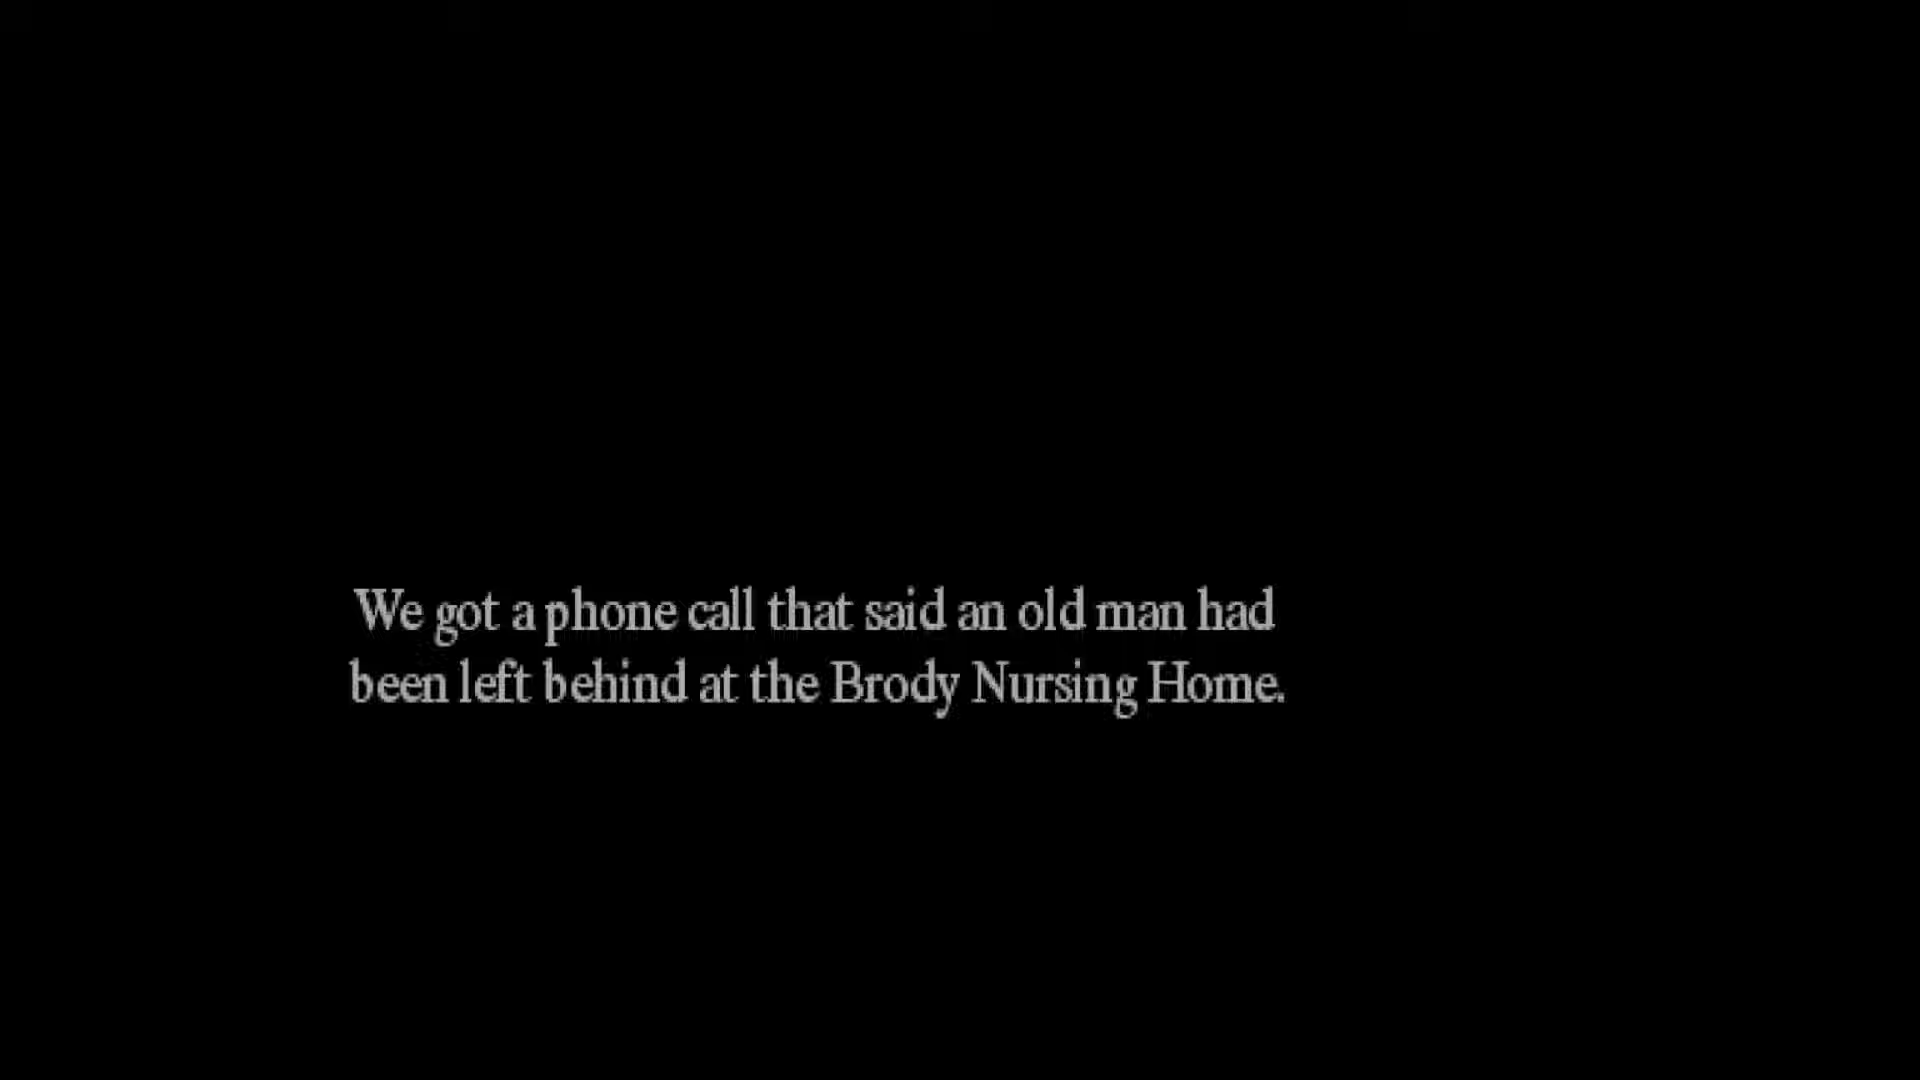 We got a phone call that said an old man had
been left behind at the Brody Nursing Home.